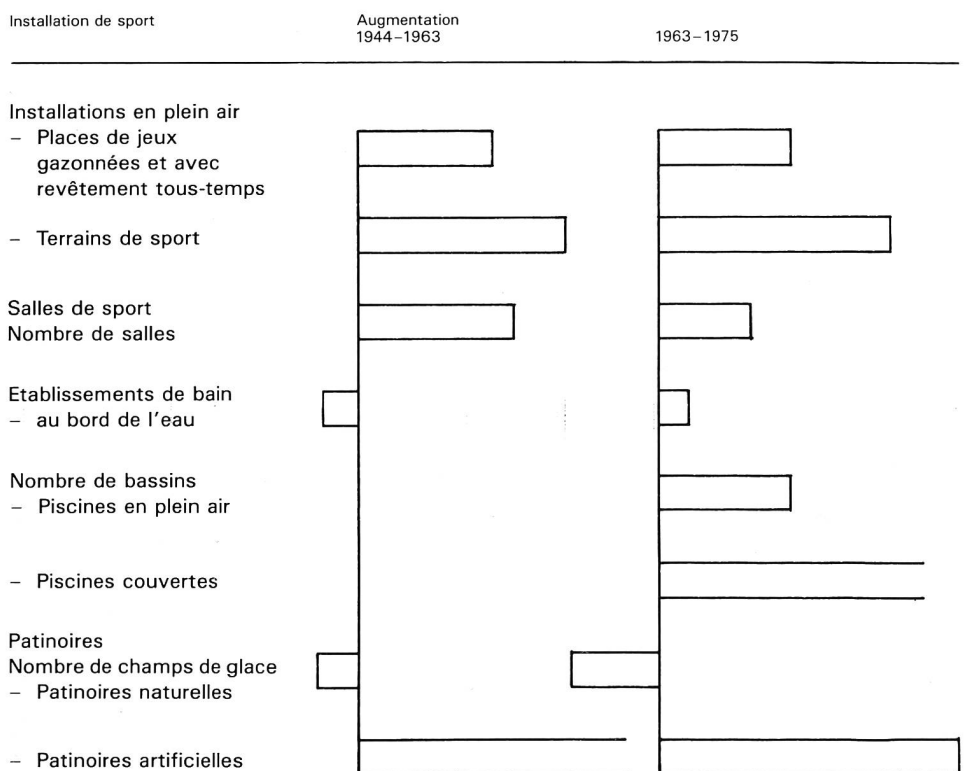 Installation de sport
Augmentation
1944–1963
1963–1975
Installations en plein air
– Places de jeux
gazonnées et avec
revêtement tous-temps
– Terrains de sport
Salles de sport
Nombre de salles
Etablissements de bain
– au bord de l'eau
Nombre de bassins
– Piscines en plein air
– Piscines couvertes
Patinoires
Nombre de champs de glace
– Patinoires naturelles
– Patinoires artificielles